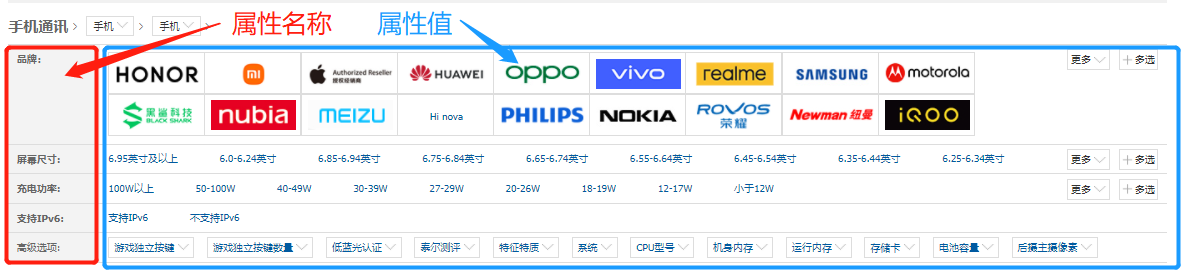 手机通讯 > 手机 > 手机 > 属性名称 属性值
品牌: HONOR mi Authorized Reseller 授权经销商 HUAWEI oppo vivo realme SAMSUNG motorola 更多 +多选
黑鲨科技 BLACK SHARK nubia MEIZU Hi nova PHILIPS NOKIA ROVOS 荣耀 Newman 纽曼 iQOO
屏幕尺寸: 6.95英寸及以上 6.0-6.24英寸 6.85-6.94英寸 6.75-6.84英寸 6.65-6.74英寸 6.55-6.64英寸 6.45-6.54英寸 6.35-6.44英寸 6.25-6.34英寸 更多 +多选
充电功率: 100W以上 50-100W 40-49W 30-39W 27-29W 20-26W 18-19W 12-17W 小于12W 更多 +多选
支持IPv6: 支持IPv6 不支持IPv6
高级选项: 游戏独立按键 游戏独立按键数量 低蓝光认证 泰尔测评 特征特质 系统 CPU型号 机身内存 运行内存 存储卡 电池容量 后摄主摄像素